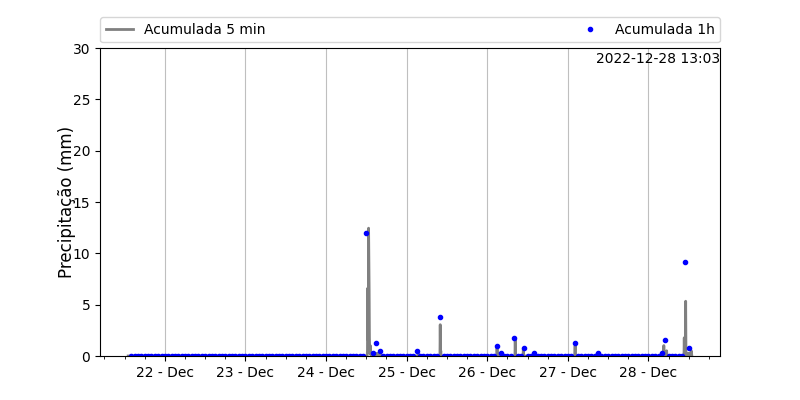 Acumulada 5 min
Acumulada 1h
2022-12-28 13:03
Precipitação (mm)
30
25
20
15
10
5
0
22 - Dec
23 - Dec
24 - Dec
25 - Dec
26 - Dec
27 - Dec
28 - Dec